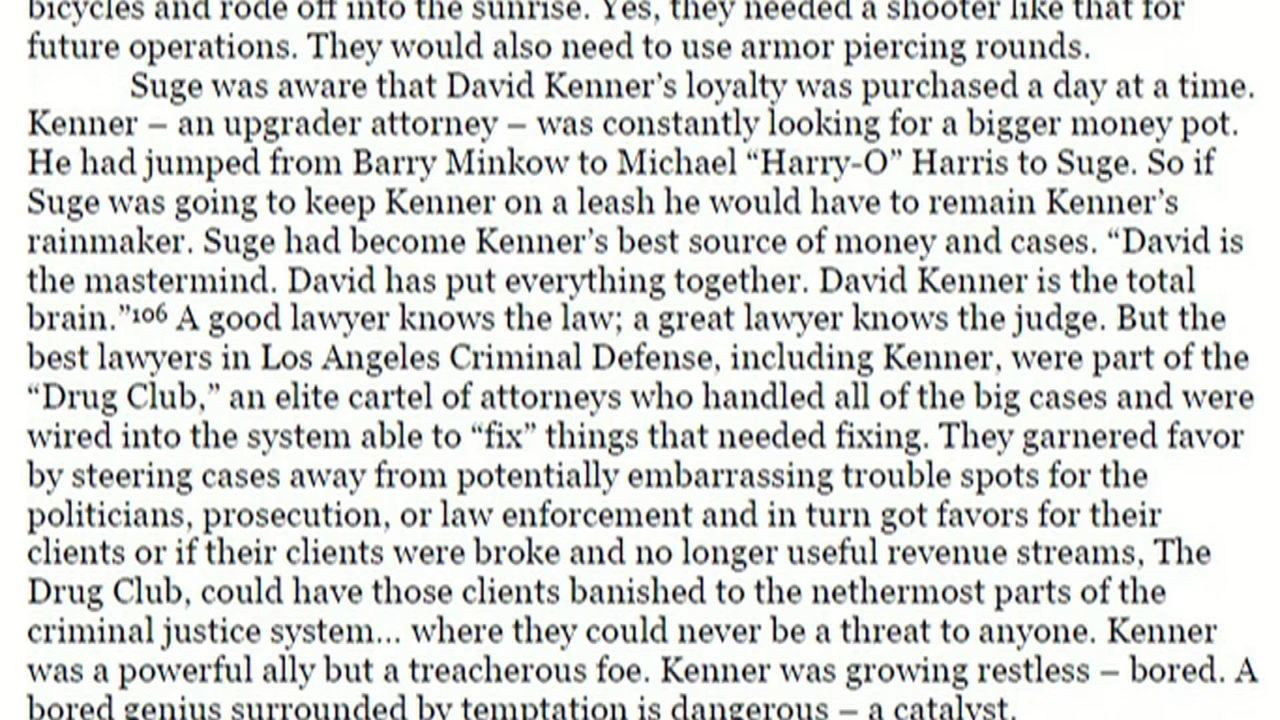 bicycles and rode off into the sunrise. Yes, they needed a shooter like that for
future operations. They would also need to use armor piercing rounds.
Suge was aware that David Kenner’s loyalty was purchased a day at a time.
Kenner – an upgrader attorney – was constantly looking for a bigger money pot.
He had jumped from Barry Minkow to Michael “Harry-O” Harris to Suge. So if
Suge was going to keep Kenner on a leash he would have to remain Kenner’s
rainmaker. Suge had become Kenner’s best source of money and cases. “David is
the mastermind. David has put everything together. David Kenner is the total
brain.”106 A good lawyer knows the law; a great lawyer knows the judge. But the
best lawyers in Los Angeles Criminal Defense, including Kenner, were part of the
“Drug Club,” an elite cartel of attorneys who handled all of the big cases and were
wired into the system able to “fix” things that needed fixing. They garnered favor
by steering cases away from potentially embarrassing trouble spots for the
politicians, prosecution, or law enforcement and in turn got favors for their
clients or if their clients were broke and no longer useful revenue streams, The
Drug Club, could have those clients banished to the nethermost parts of the
criminal justice system... where they could never be a threat to anyone. Kenner
was a powerful ally but a treacherous foe. Kenner was growing restless – bored. A
bored genius surrounded by temptation is dangerous – a catalyst.